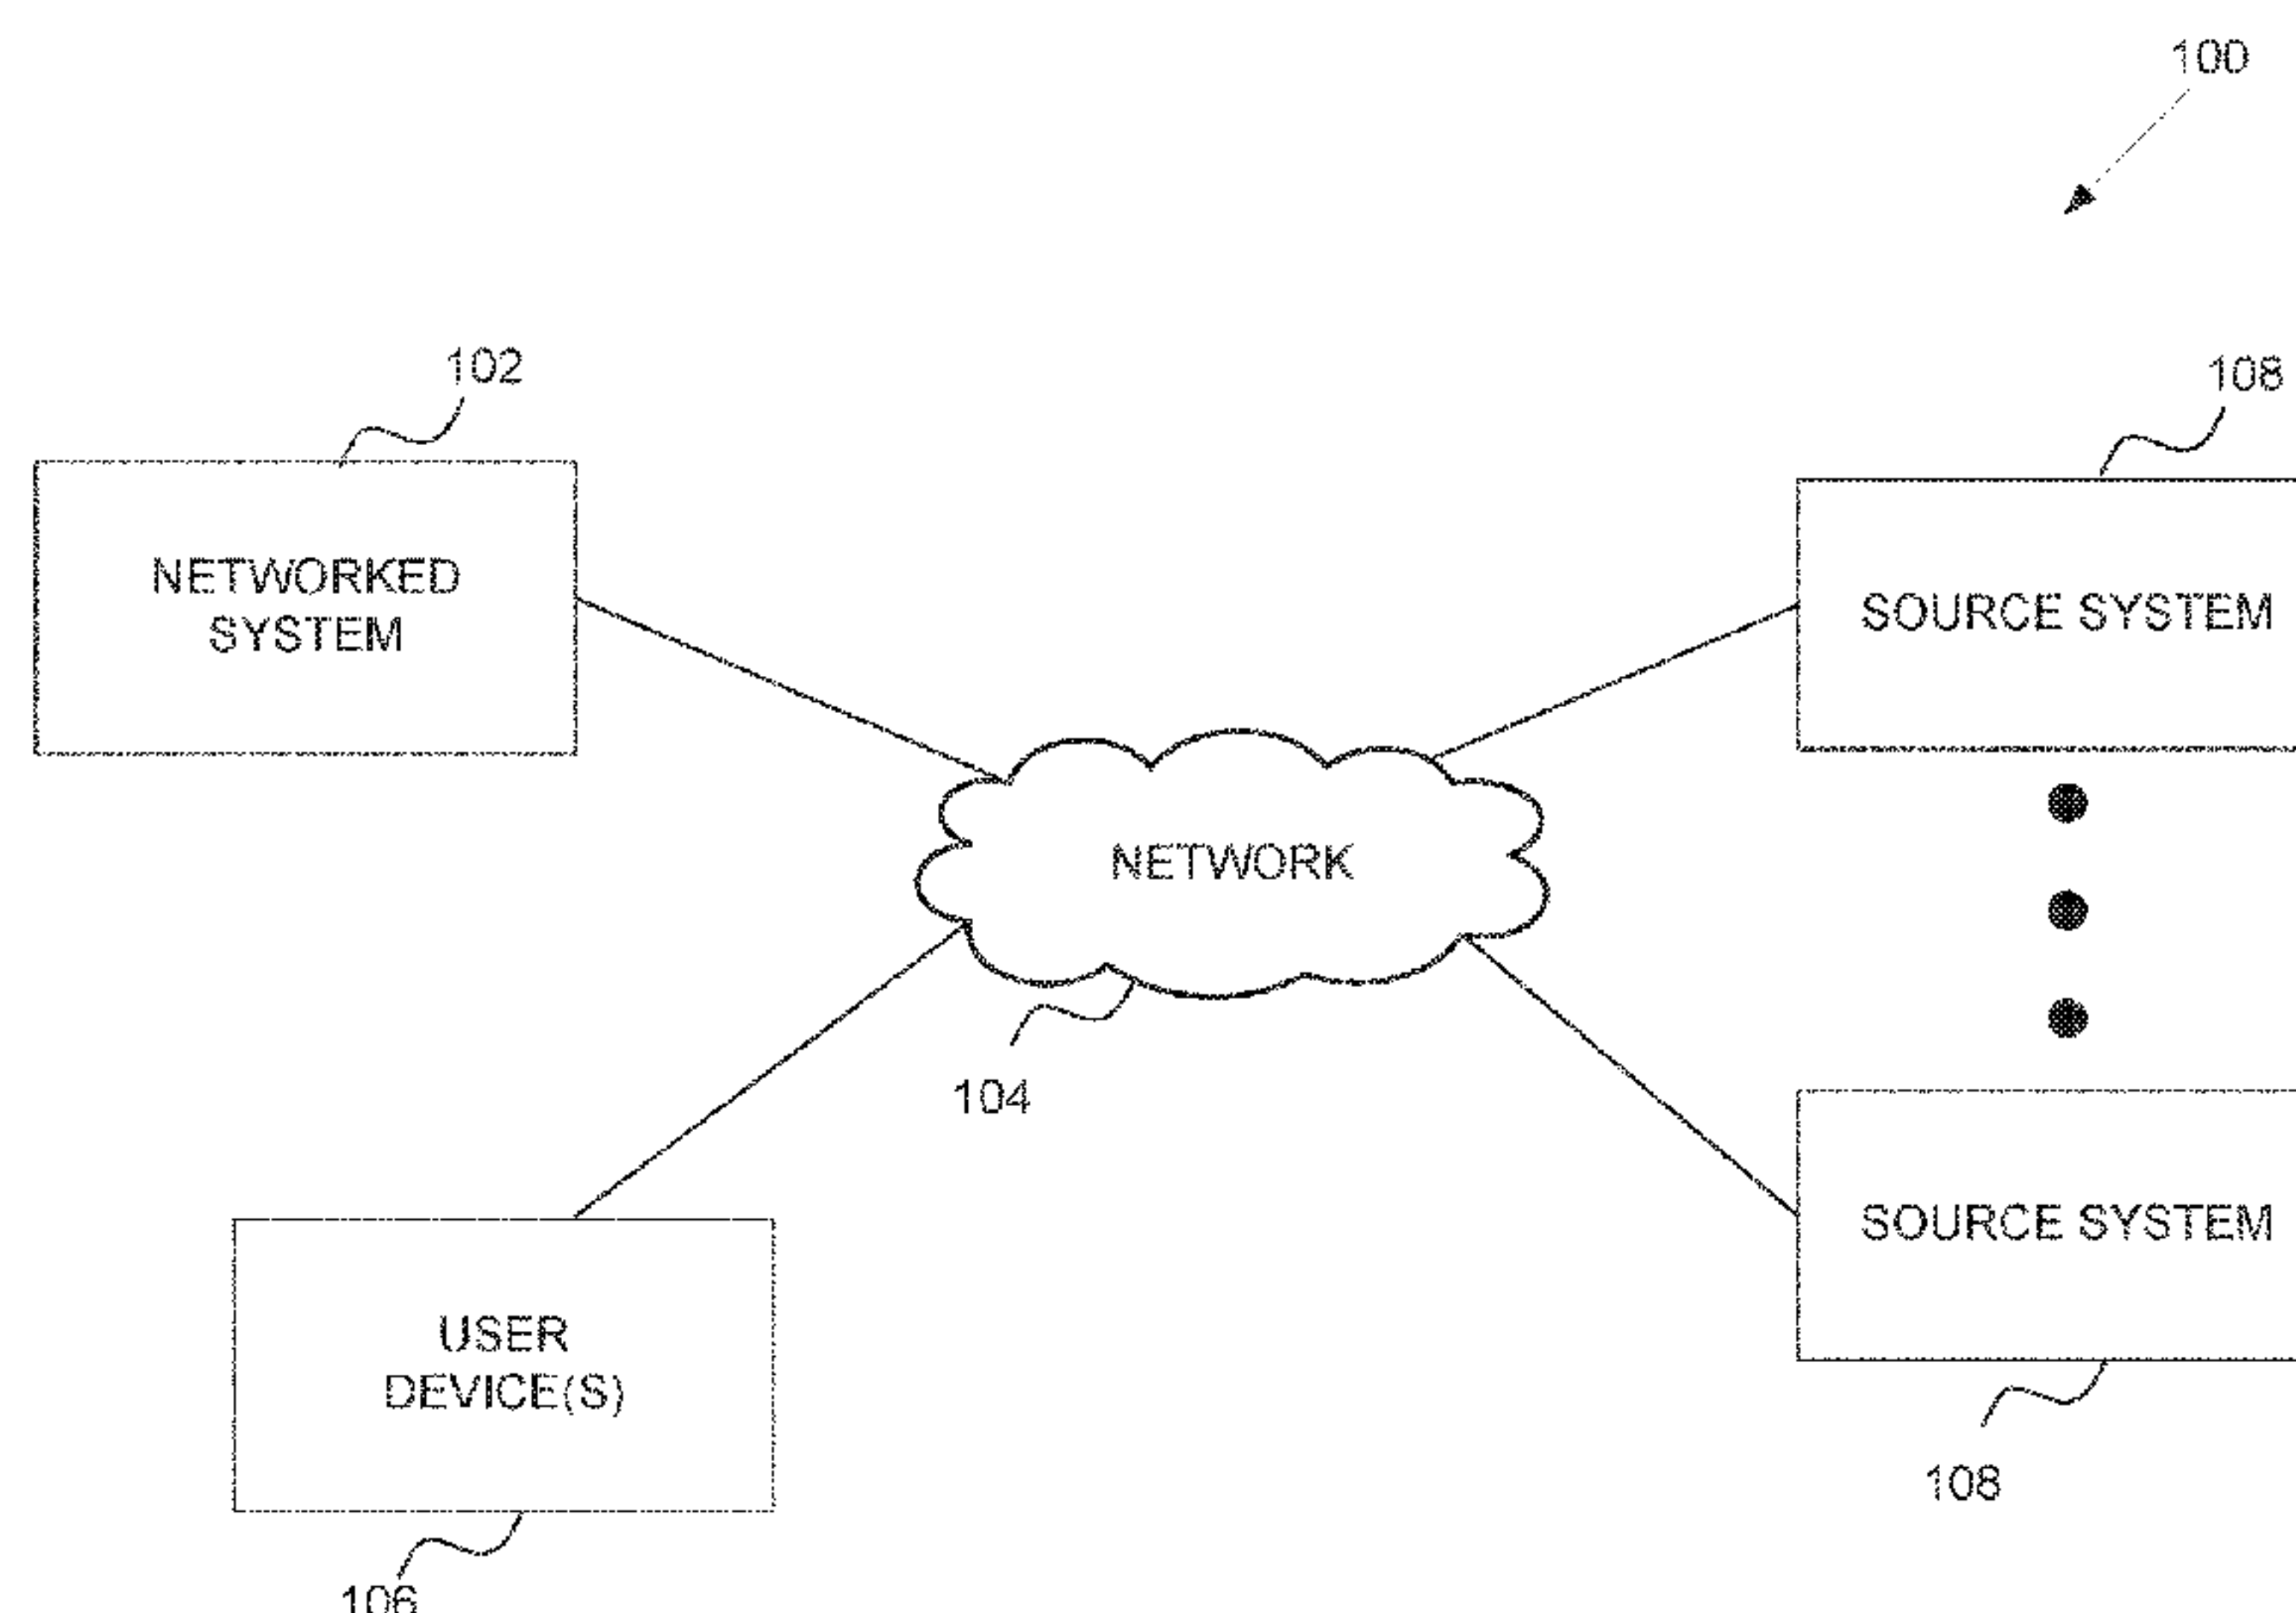 100
102
108
NETWORKED
SYSTEM
SOURCE SYSTEM
NETWORK
104
SOURCE SYSTEM
USER
DEVICE(S)
108
106